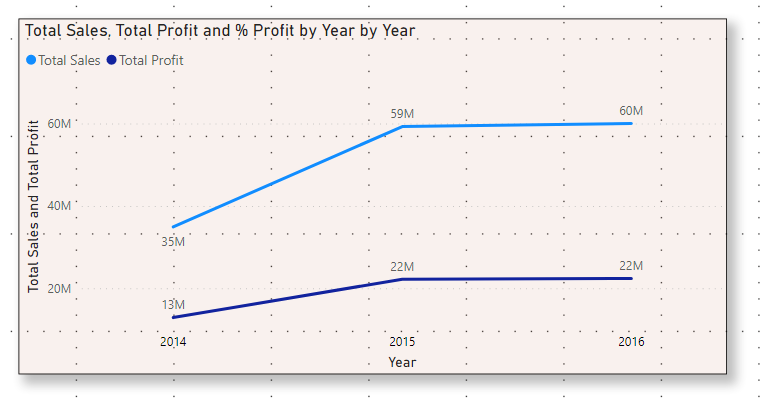 Total Sales, Total Profit and % Profit by Year by Year
Total Sales Total Profit
Total Sales and Total Profit
60M
40M
20M
59M
60M
35M
22M
22M
13M
2014 2015 2016
Year